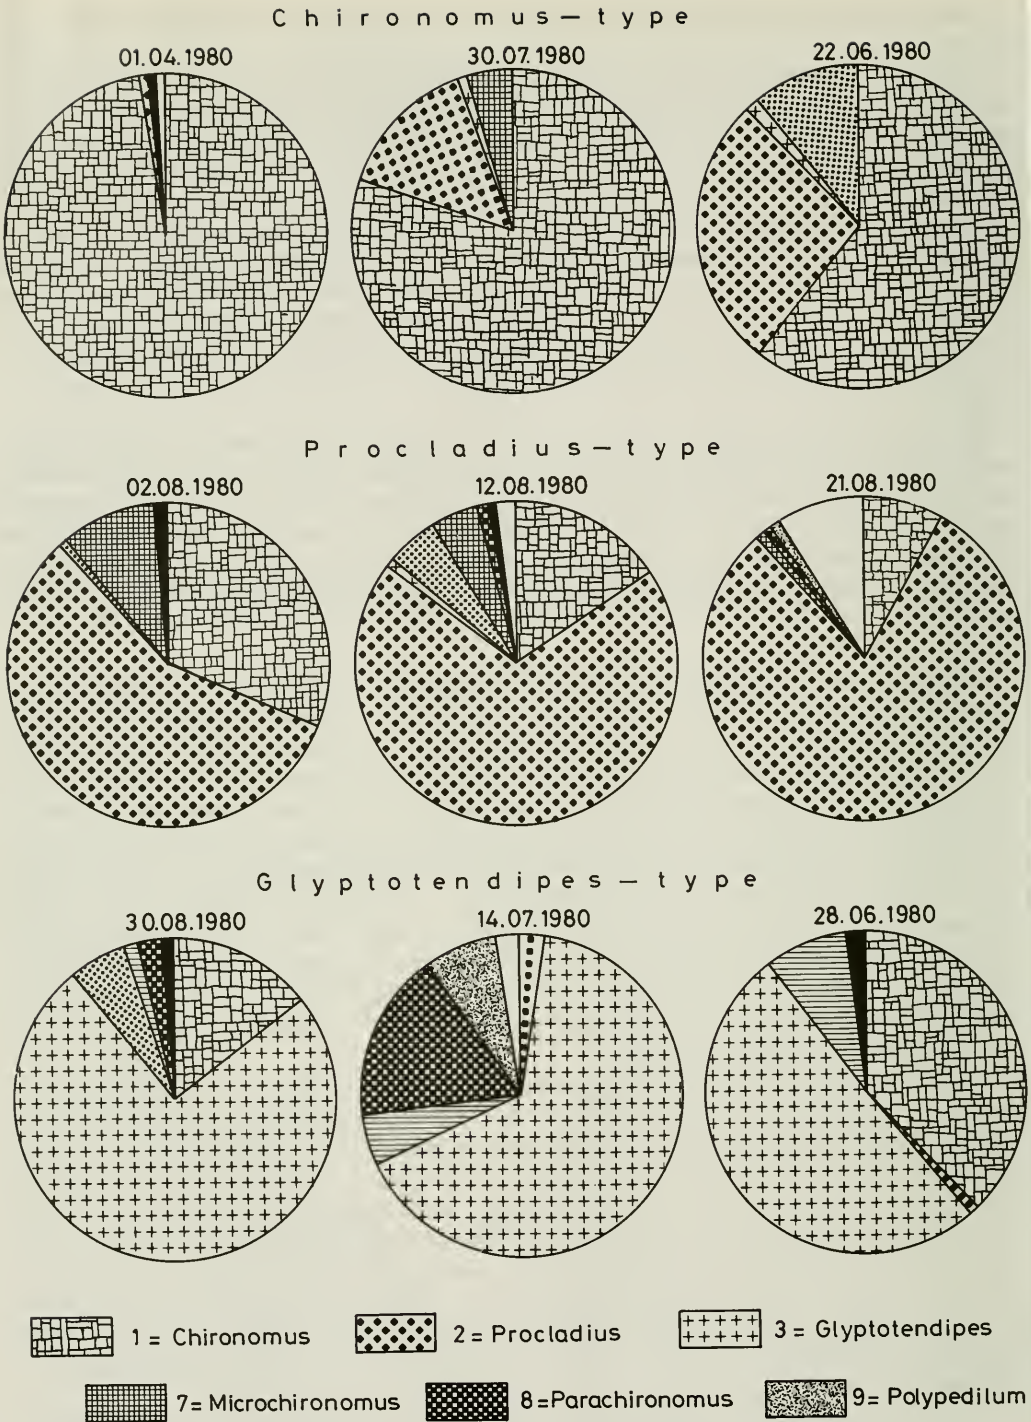 Chironomus–type
01.04.1980 30.07.1980 22.06.1980
Procladius–type
02.08.1980 12.08.1980 21.08.1980
Glyptotendipes–type
30.08.1980 14.07.1980 28.06.1980
1 = Chironomus 2 = Procladius 3 = Glyptotendipes
7 = Microchironomus 8 = Parachironomus 9 = Polypedilum